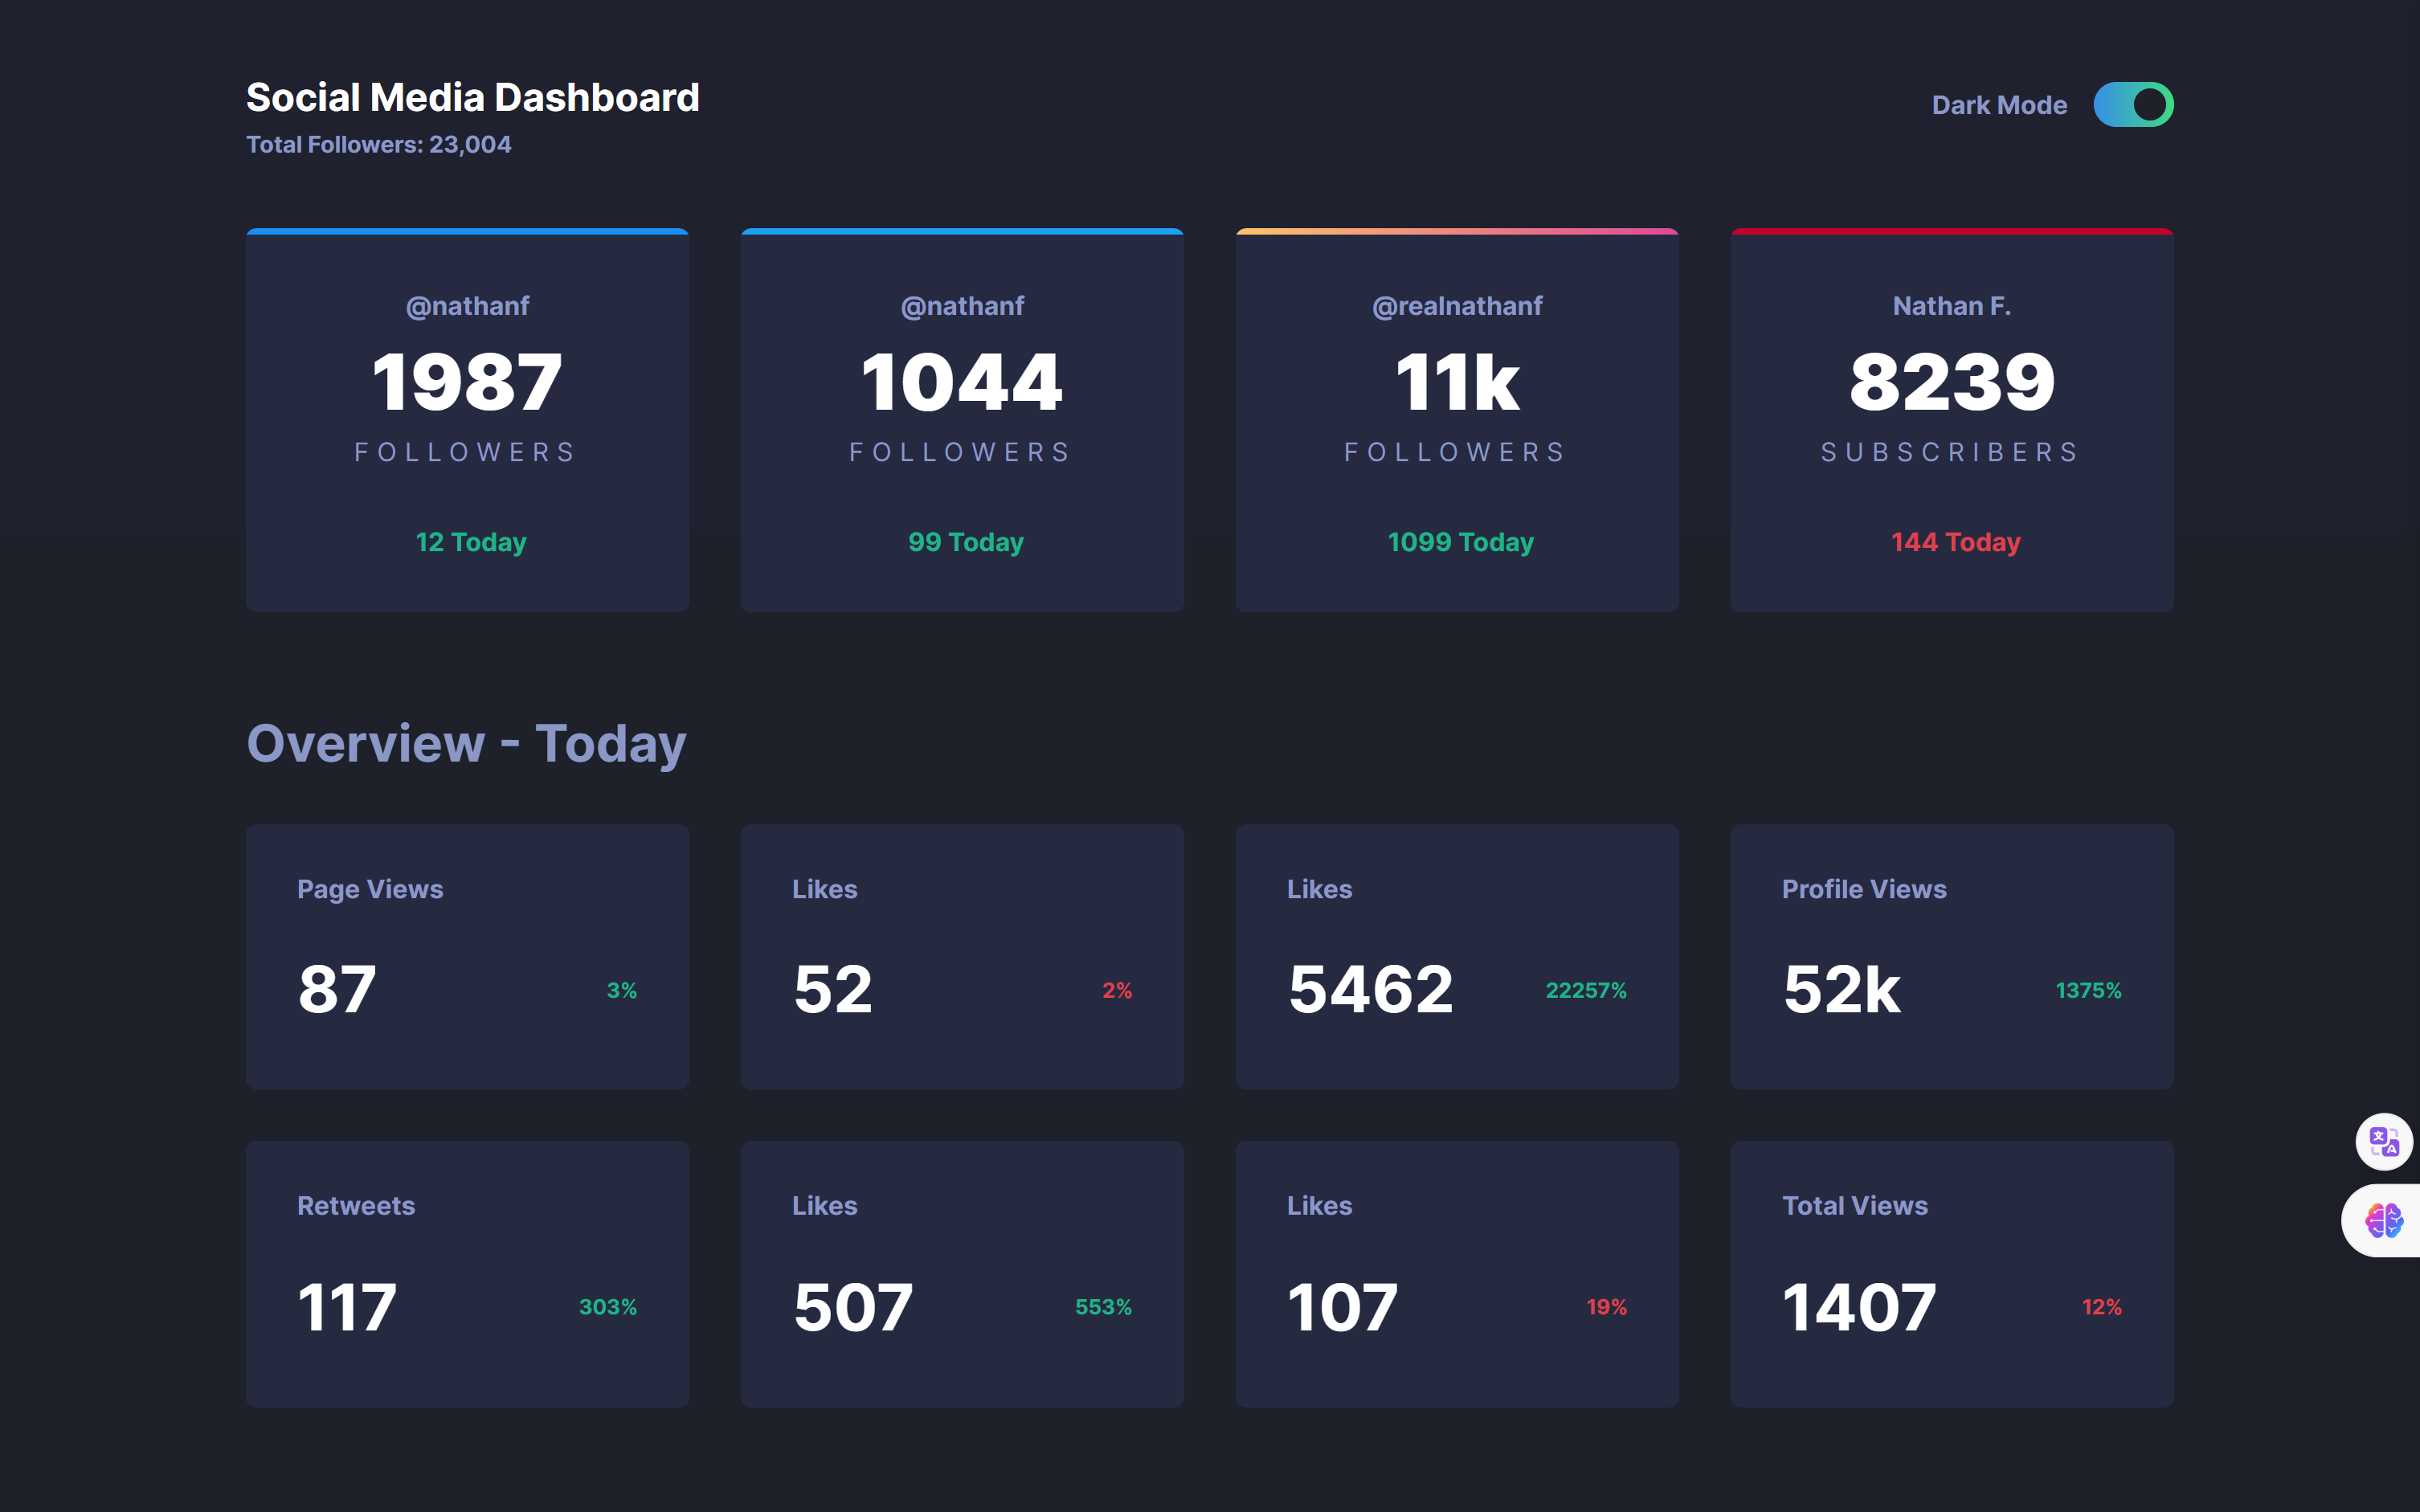 Social Media Dashboard
Total Followers: 23,004
Dark Mode
@nathanf
1987
FOLLOWERS
12 Today
@nathanf
1044
FOLLOWERS
99 Today
@realnathanf
11k
FOLLOWERS
1099 Today
Nathan F.
8239
SUBSCRIBERS
144 Today
Overview - Today
Page Views
87
3%
Likes
52
2%
Likes
5462
22257%
Profile Views
52k
1375%
Retweets
117
303%
Likes
507
553%
Likes
107
19%
Total Views
1407
12%
文
A